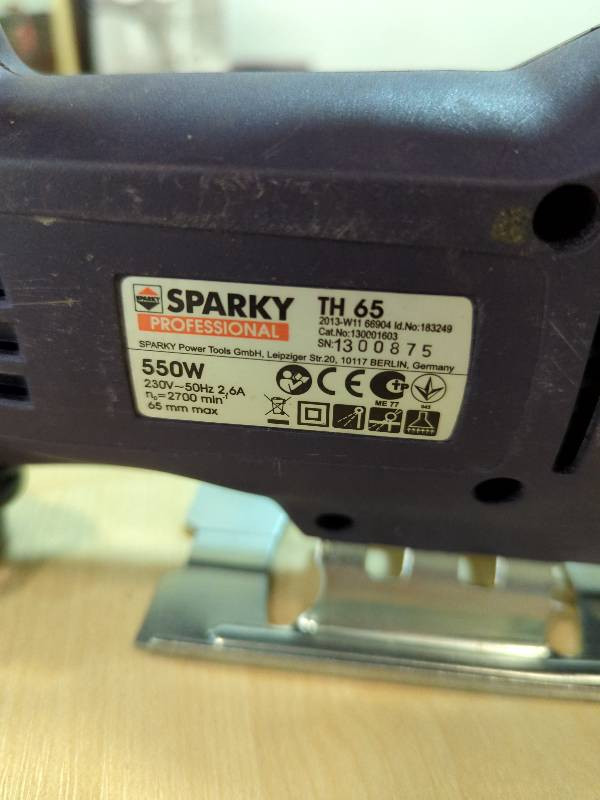 SPARKY
SPARKY
PROFESSIONAL
TH 65
2013-W11 66904 Id.No:183249
Cat.No:130001603
SN:1300875
SPARKY Power Tools GmbH, Leipziger Str.20, 10117 BERLIN, Germany
550W
230V~50Hz 2,6A
n₀=2700 min⁻¹
65 mm max
CE
ME 77